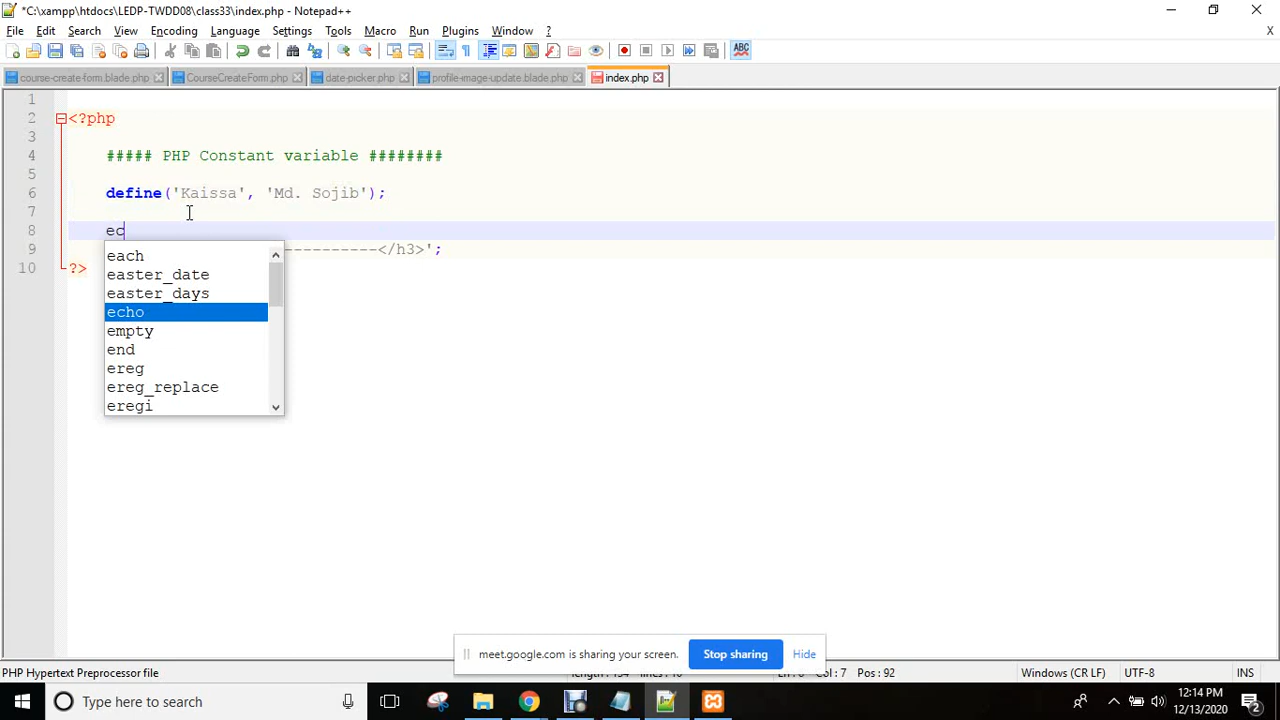 *C:\xampp\htdocs\LEDP-TWDD08\class33\index.php - Notepad++
File Edit Search View Encoding Language Settings Tools Macro Run Plugins Window ? X
course-create-form.blade.php CourseCreateForm.php date-picker.php profile-image-update.blade.php index.php
1
2 <?php
3
4 ##### PHP Constant variable ########
5
6 define('Kaissa', 'Md. Sojib');
7
8 ec
9 ----------</h3>';
10 ?>
each
easter_date
easter_days
echo
empty
end
ereg
ereg_replace
eregi
meet.google.com is sharing your screen. Stop sharing Hide
PHP Hypertext Preprocessor file Col : 7 Pos : 92 Windows (CR LF) UTF-8 INS
Type here to search
12:14 PM
12/13/2020
2